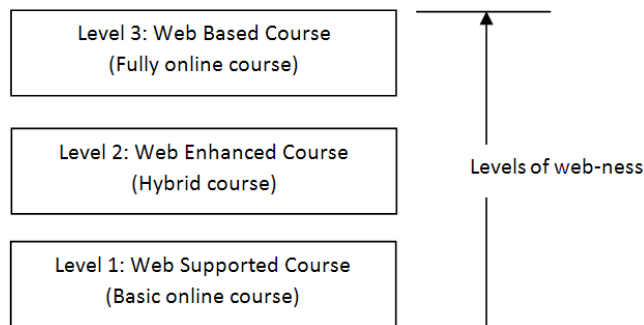 Level 3: Web Based Course
(Fully online course)
Level 2: Web Enhanced Course
(Hybrid course)
Levels of web-ness
Level 1: Web Supported Course
(Basic online course)